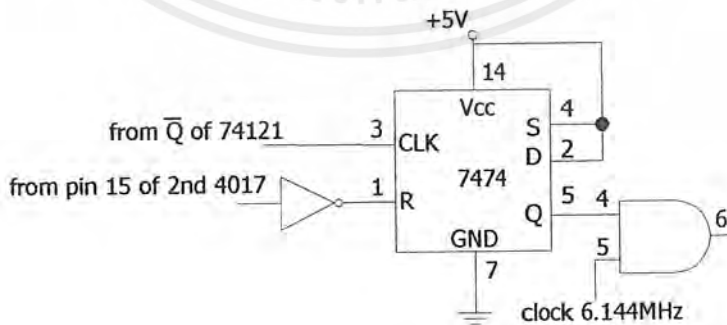 +5V
14
Vcc
from Q̅ of 74121
3
CLK
S
4
D
2
from pin 15 of 2nd 4017
1
R
7474
Q
5
4
6
GND
7
5
clock 6.144MHz